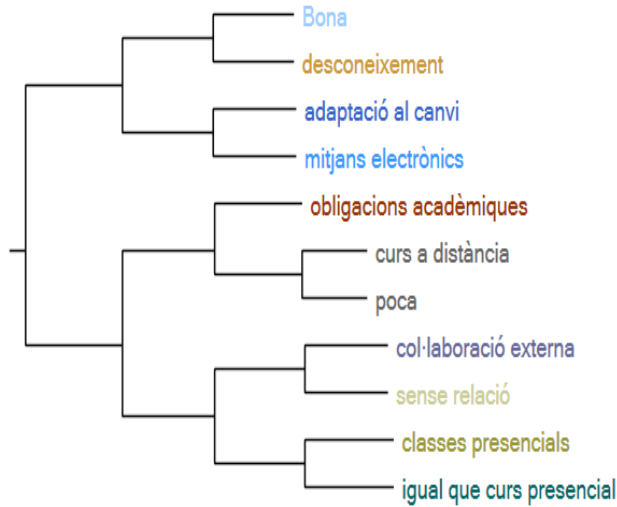 Bona
desconeixement
adaptació al canvi
mitjans electrònics
obligacions acadèmiques
curs a distància
poca
col·laboració externa
sense relació
classes presencials
igual que curs presencial